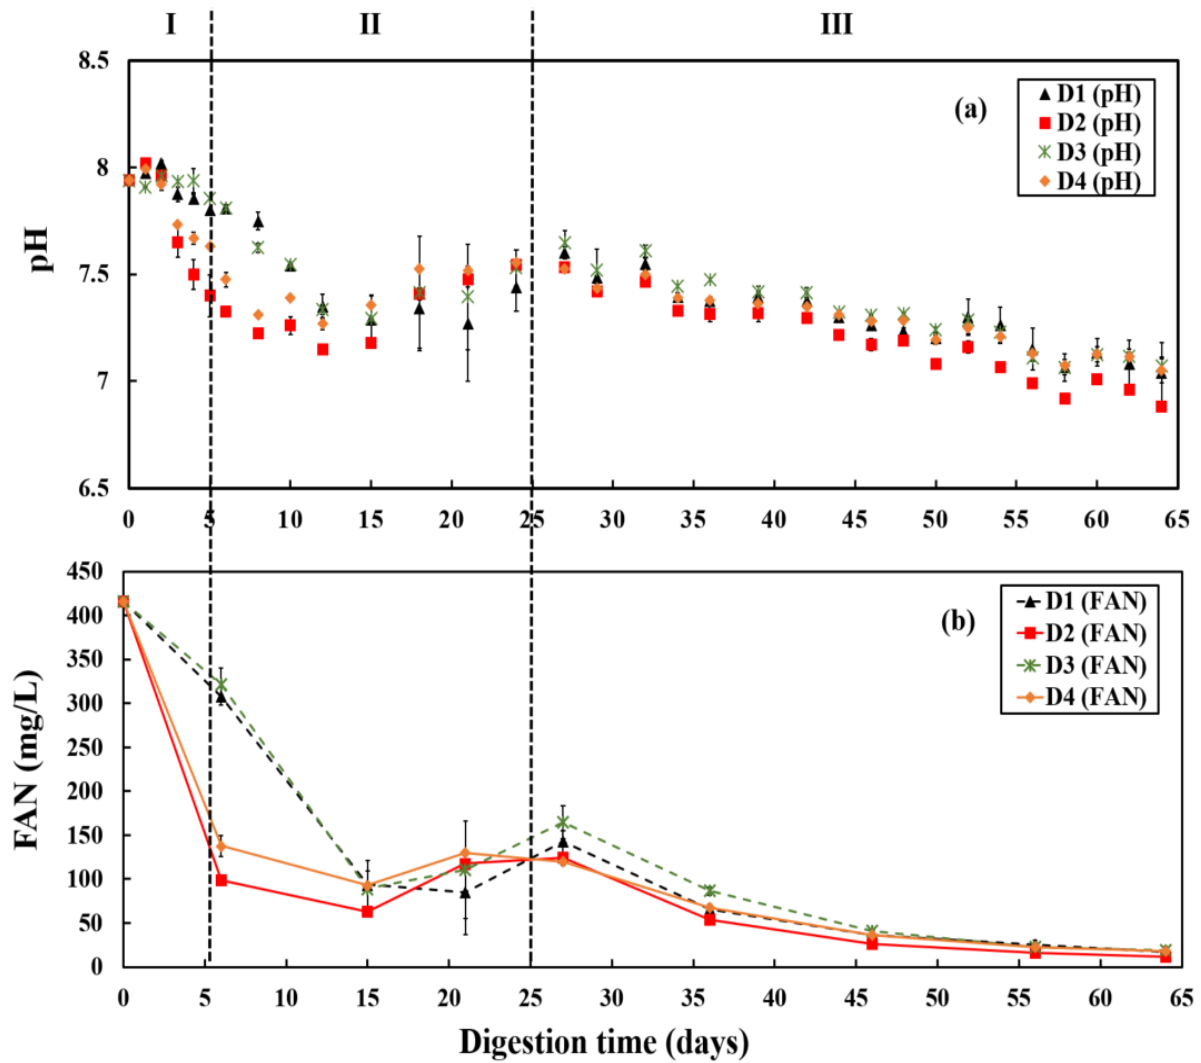 I II III
8.5
8
7.5
7
6.5
pH
(a)
D1 (pH)
D2 (pH)
D3 (pH)
D4 (pH)
0 5 10 15 20 25 30 35 40 45 50 55 60 65
450
400
350
300
250
200
150
100
50
0
FAN (mg/L)
(b)
D1 (FAN)
D2 (FAN)
D3 (FAN)
D4 (FAN)
0 5 10 15 20 25 30 35 40 45 50 55 60 65
Digestion time (days)